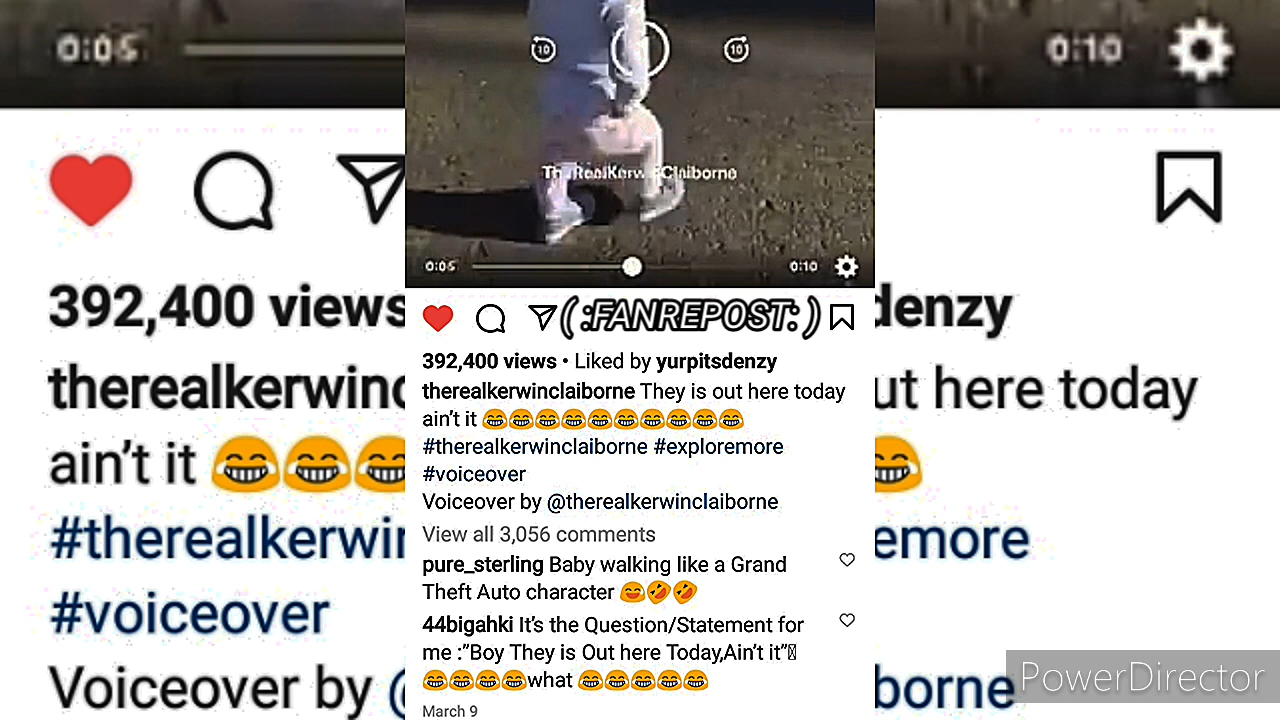 0:05
0:10
10
10
TheRealKerwinClaiborne
0:05
0:10
(:FANREPOST:)
392,400 views
392,400 views • Liked by yurpitsdenzy
denzy
therealkerwinclaiborne They is out here today
ain't it 😂😂😂😂😂😂😂😂😂😂
#therealkerwinclaiborne #exploremore
#voiceover
Voiceover by @therealkerwinclaiborne
View all 3,056 comments
pure_sterling Baby walking like a Grand
Theft Auto character 😄🤣🤣
44bigahki It's the Question/Statement for
me :"Boy They is Out here Today,Ain't it"
😂😂😂😂what 😂😂😂😂😂
March 9
therealkerwinc
ut here today
ain't it 😂😂😂
#therealkerwin
emore
#voiceover
Voiceover by @
borne
PowerDirector